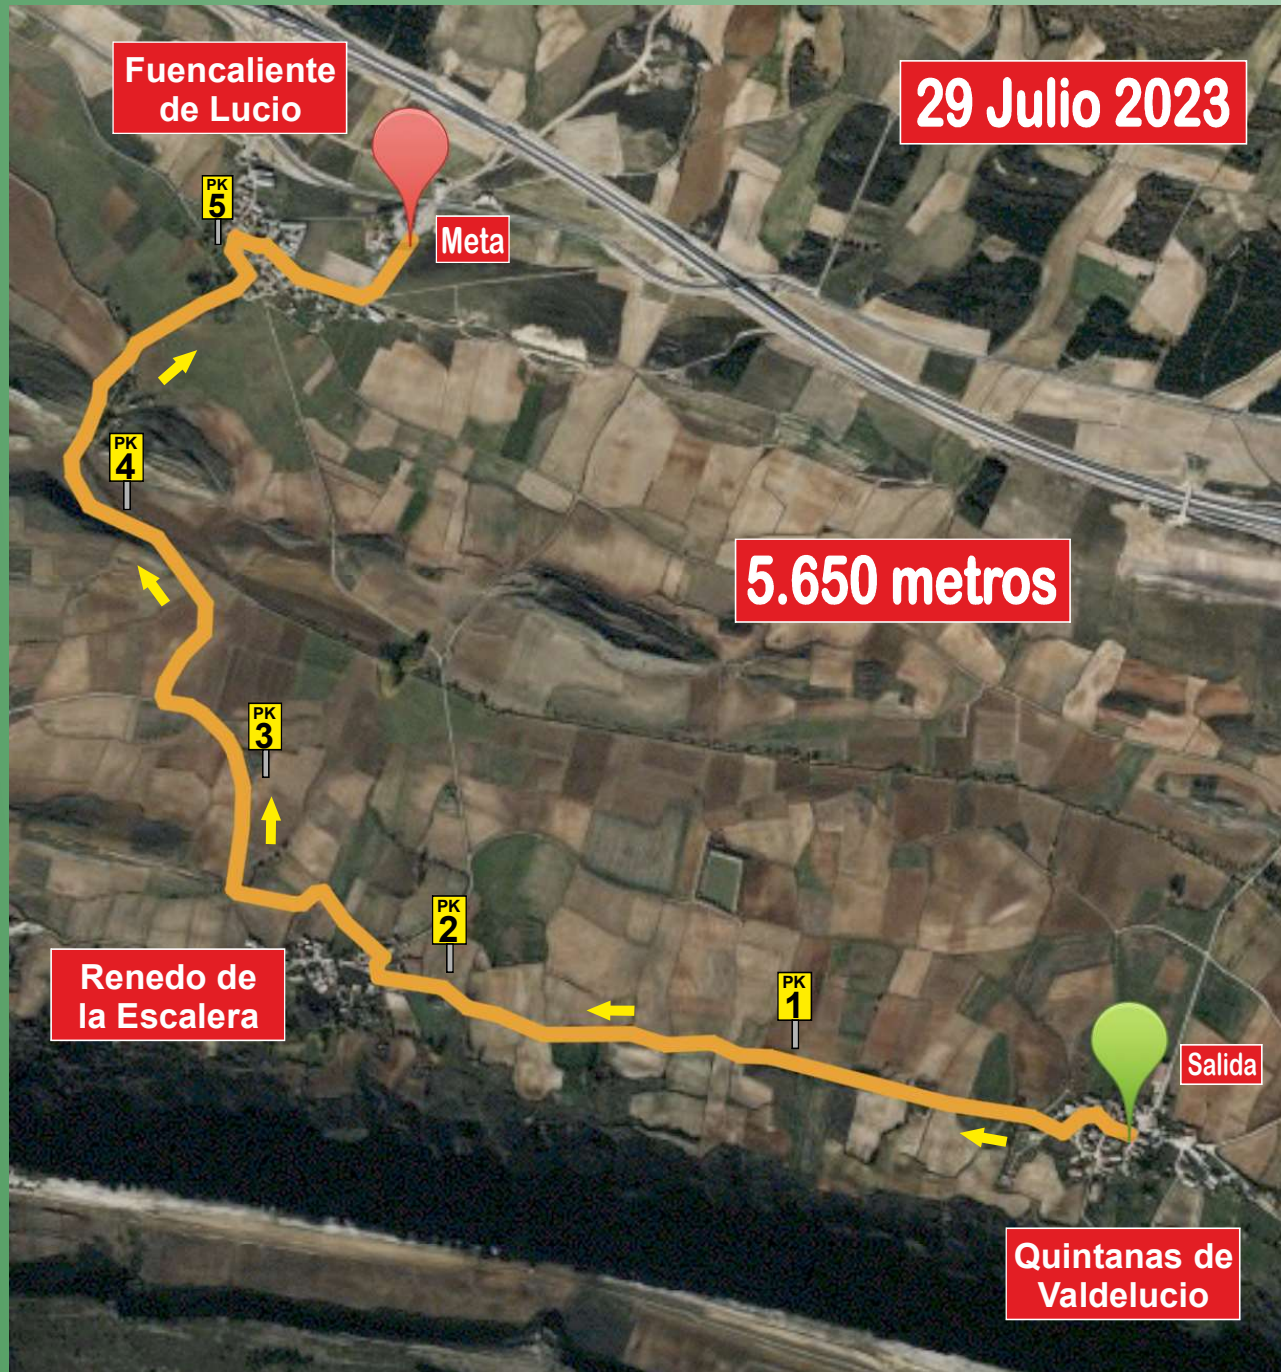 Fuencaliente
de Lucio
29 Julio 2023
PK
5
Meta
PK
4
5.650 metros
PK
3
PK
2
Renedo de
la Escalera
PK
1
Salida
Quintanas de
Valdelucio